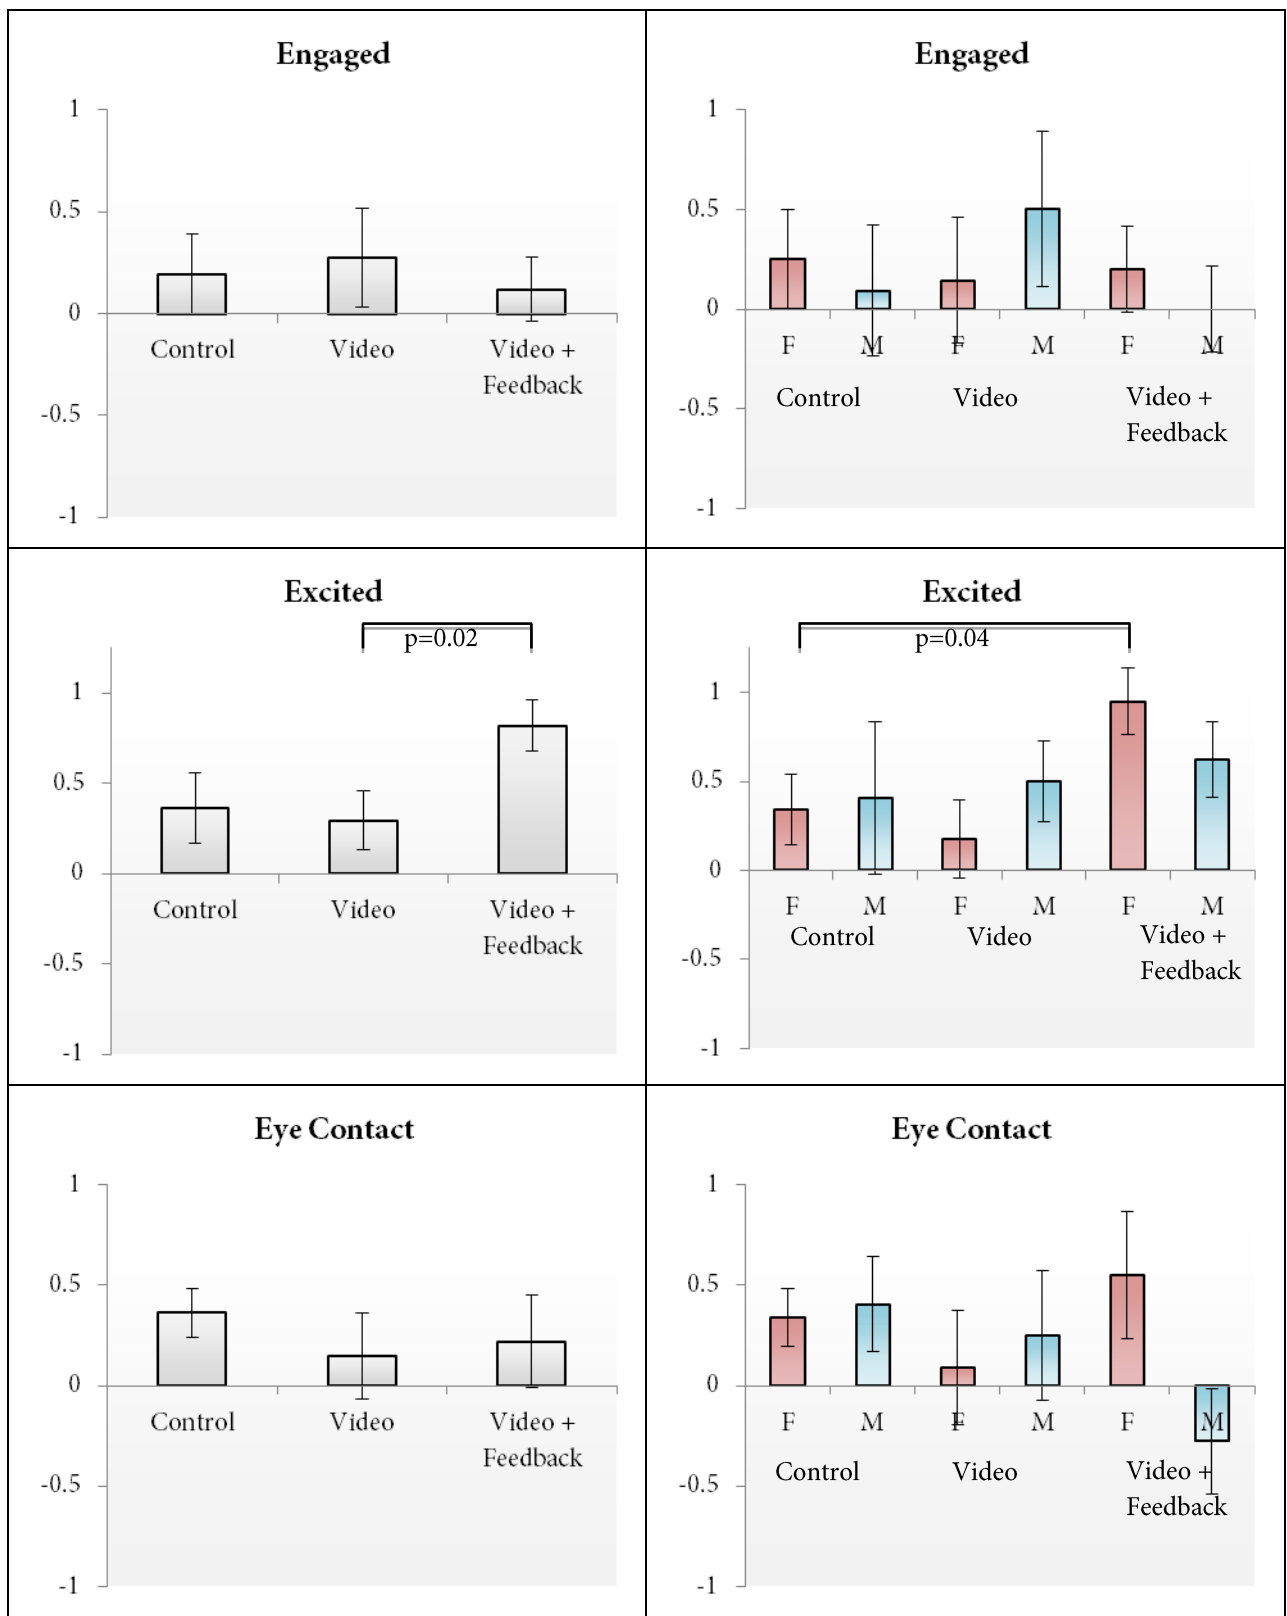 Engaged
1
0.5
0
-0.5
-1
Control Video Video +
Feedback
Engaged
1
0.5
0
-0.5
-1
F M F M F M
Control Video Video +
Feedback
Excited
p=0.02
1
0.5
0
-0.5
-1
Control Video Video +
Feedback
Excited
p=0.04
1
0.5
0
-0.5
-1
F M F M F M
Control Video Video +
Feedback
Eye Contact
1
0.5
0
-0.5
-1
Control Video Video +
Feedback
Eye Contact
1
0.5
0
-0.5
-1
F M F M F M
Control Video Video +
Feedback